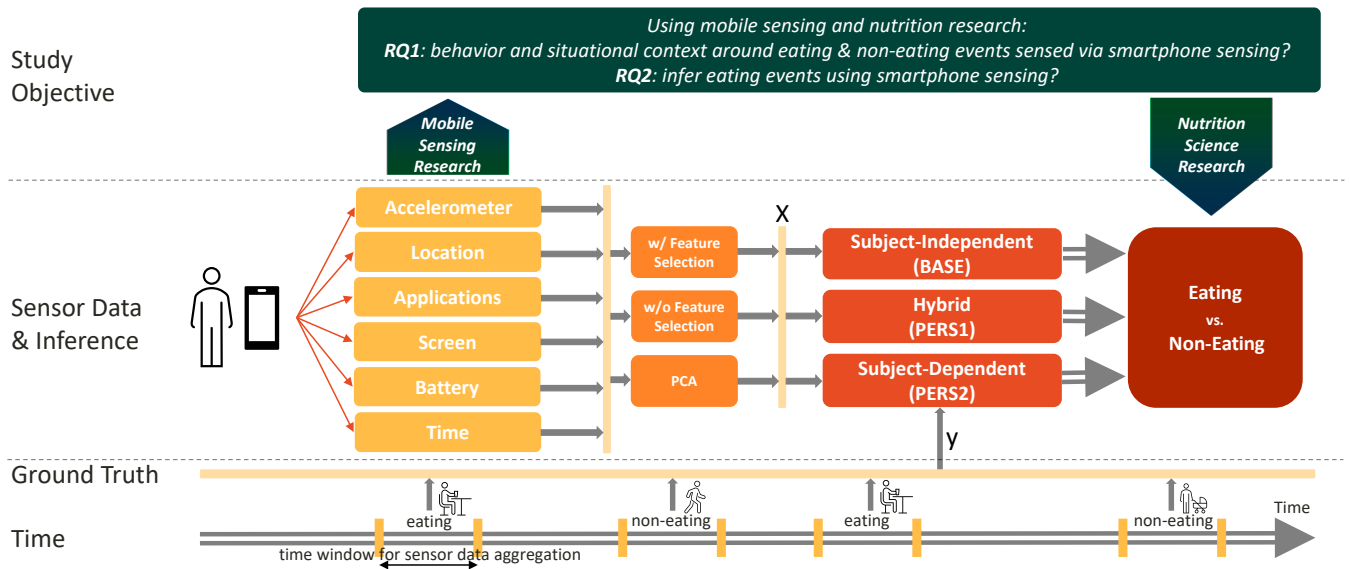 Using mobile sensing and nutrition research:
RQ1: behavior and situational context around eating & non-eating events sensed via smartphone sensing?
RQ2: infer eating events using smartphone sensing?
Study
Objective
Mobile
Sensing
Research
Nutrition
Science
Research
Sensor Data
& Inference
Accelerometer
Location
Applications
Screen
Battery
Time
w/ Feature
Selection
w/o Feature
Selection
PCA
X
Subject-Independent
(BASE)
Hybrid
(PERS1)
Subject-Dependent
(PERS2)
y
Eating
vs.
Non-Eating
Ground Truth
eating
non-eating
eating
non-eating
Time
Time
time window for sensor data aggregation